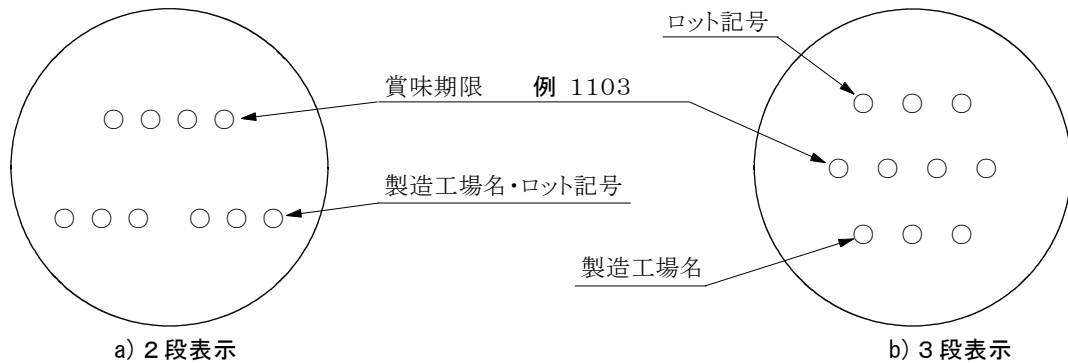 ロット記号
賞味期限 例 1103
製造工場名・ロット記号
製造工場名
a) 2段表示
b) 3段表示